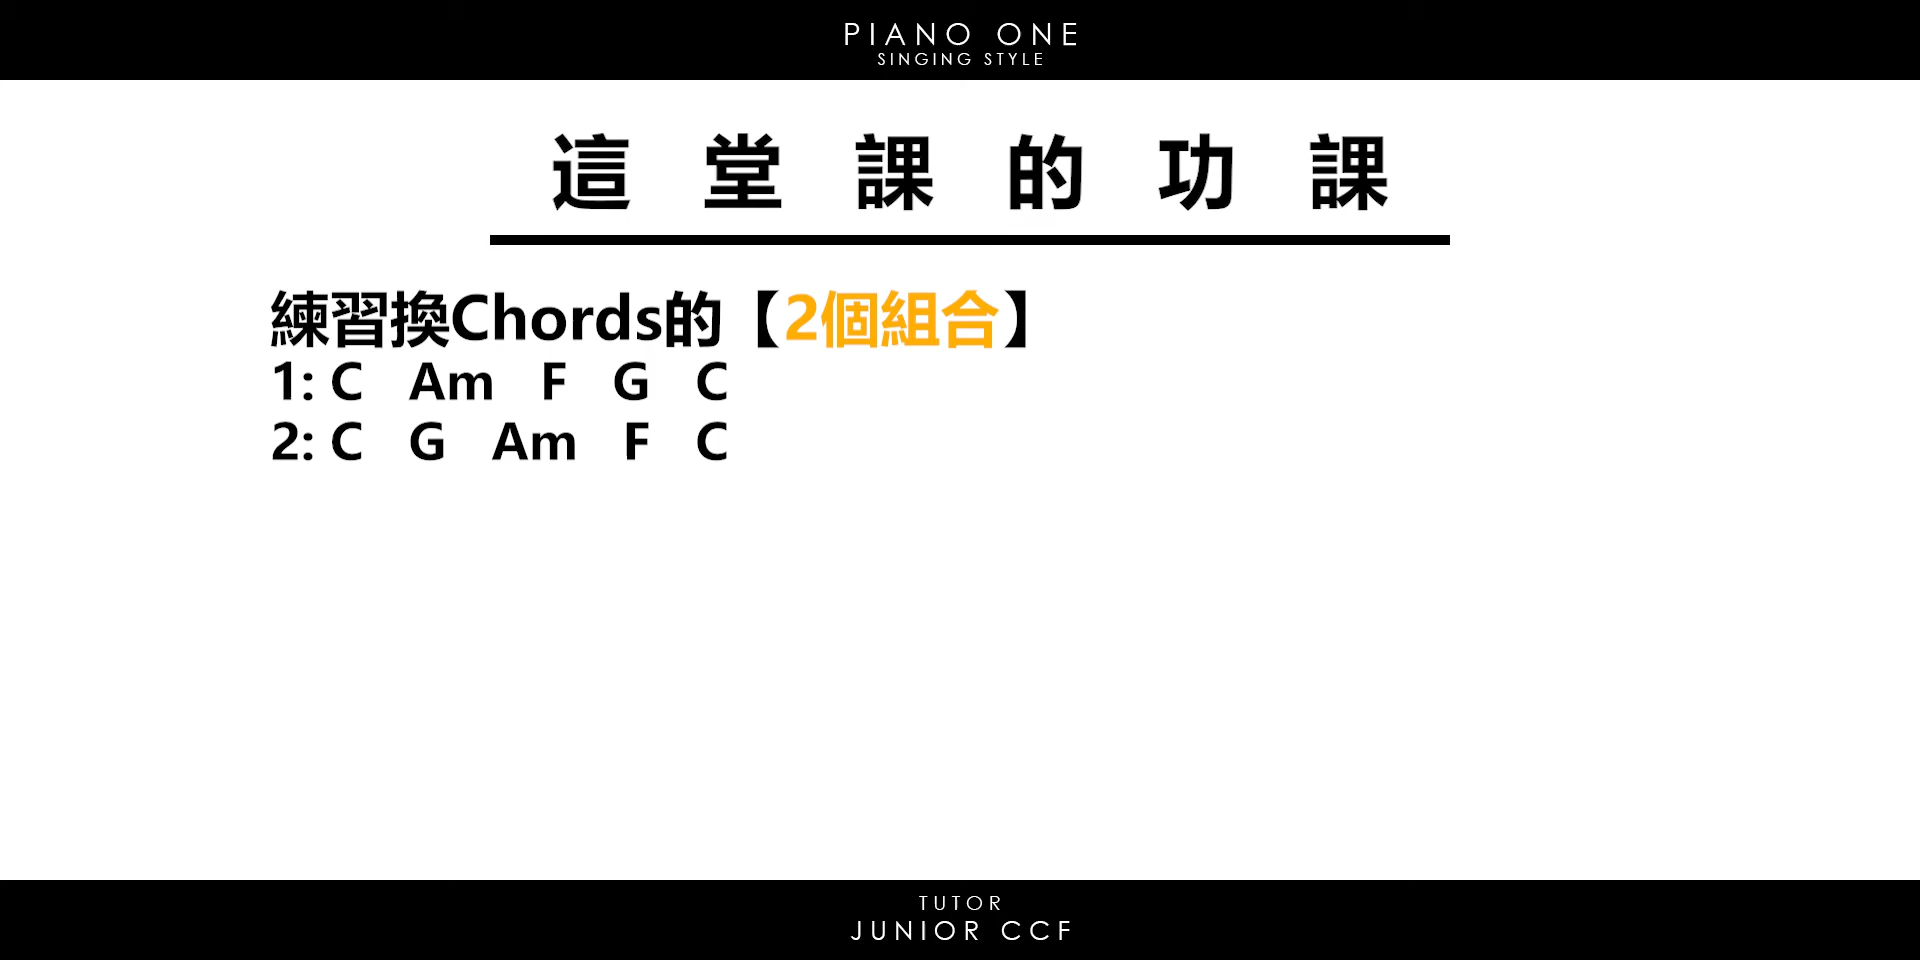 PIANO ONE
SINGING STYLE
這堂課的功課
練習換Chords的【2個組合】
1: C Am F G C
2: C G Am F C
TUTOR
JUNIOR CCF